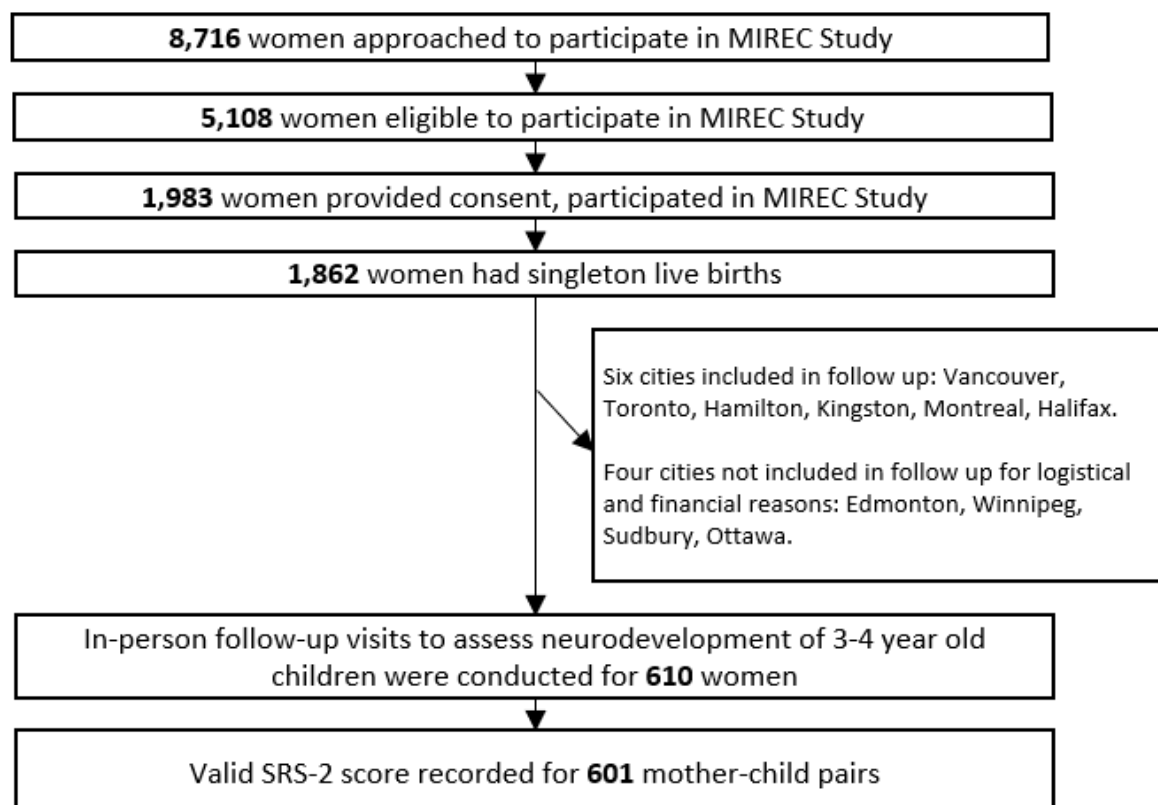 8,716 women approached to participate in MIREC Study
5,108 women eligible to participate in MIREC Study
1,983 women provided consent, participated in MIREC Study
1,862 women had singleton live births
Six cities included in follow up: Vancouver,
Toronto, Hamilton, Kingston, Montreal, Halifax.
Four cities not included in follow up for logistical
and financial reasons: Edmonton, Winnipeg,
Sudbury, Ottawa.
In-person follow-up visits to assess neurodevelopment of 3-4 year old
children were conducted for 610 women
Valid SRS-2 score recorded for 601 mother-child pairs